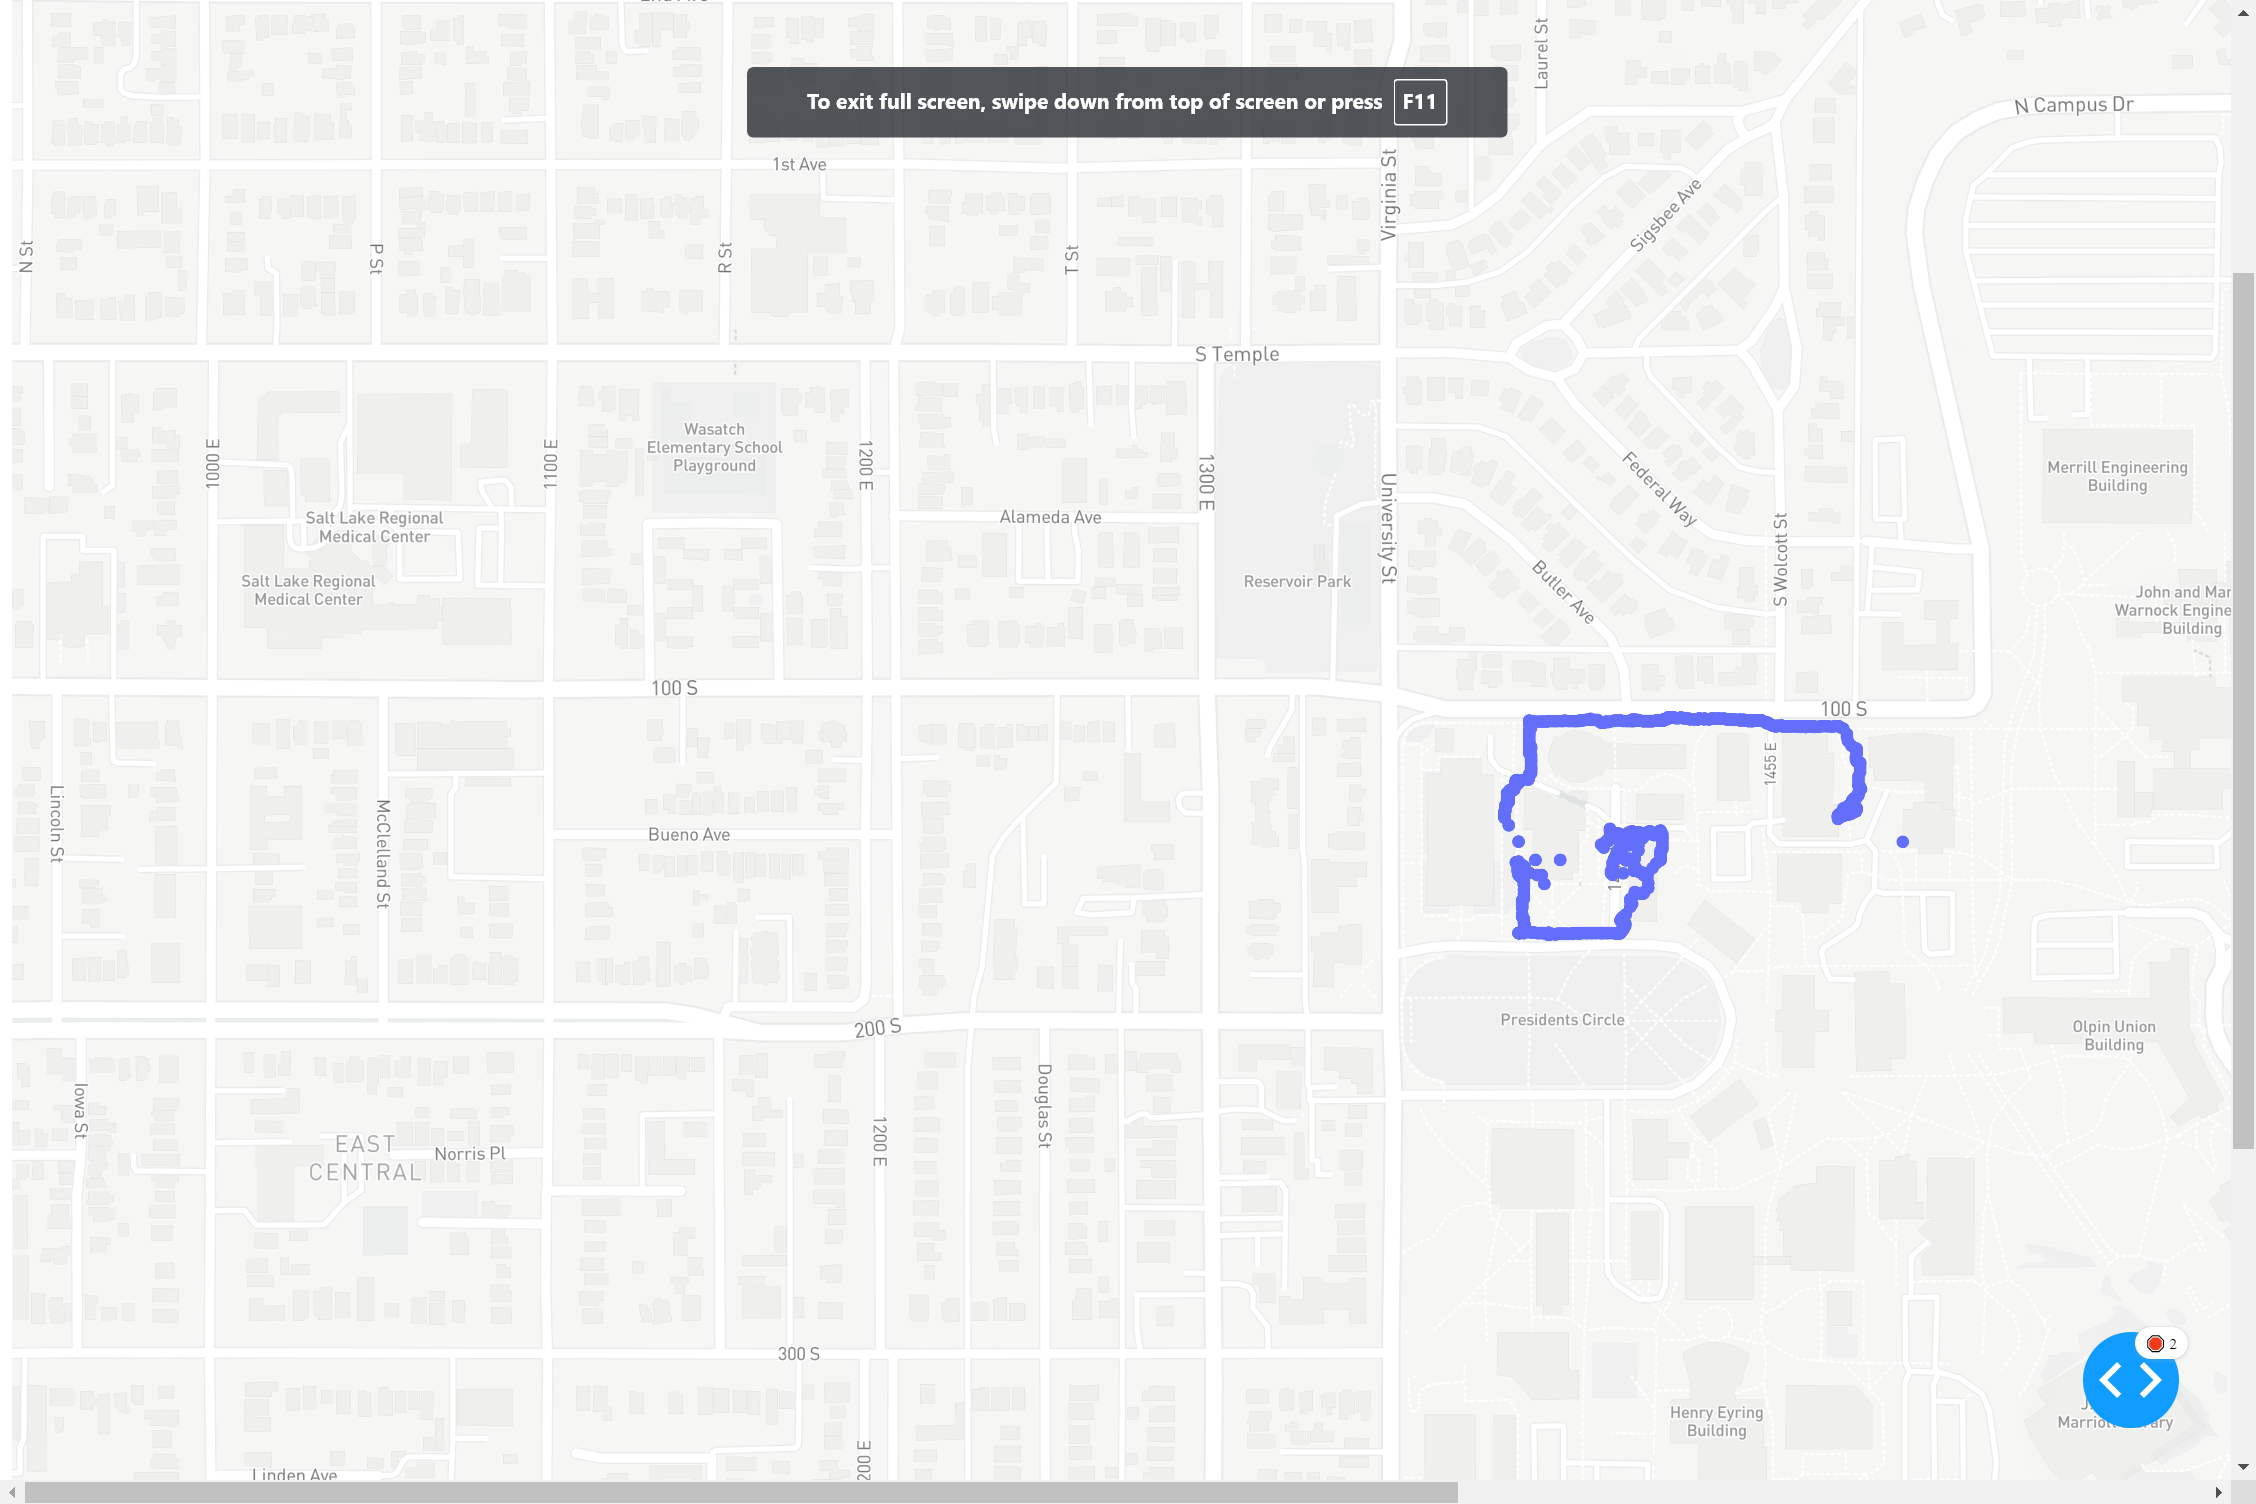 To exit full screen, swipe down from top of screen or press F11
Laurel St
N Campus Dr
1st Ave
Virginia St
Sigsbee Ave
N St
P St
R St
T St
S Temple
Wasatch
Elementary School
Playground
1000 E
1100 E
1200 E
1300 E
University St
Federal Way
Merrill Engineering
Building
Salt Lake Regional
Medical Center
Alameda Ave
S Wolcott St
Salt Lake Regional
Medical Center
Reservoir Park
Butler Ave
John and Mar
Warnock Engine
Building
100 S
100 S
1455 E
Lincoln St
McClelland St
Bueno Ave
200 S
Presidents Circle
Olpin Union
Building
Iowa St
Douglas St
1200 E
EAST
CENTRAL
Norris Pl
300 S
2
Henry Eyring
Building
Linden Ave
200 E